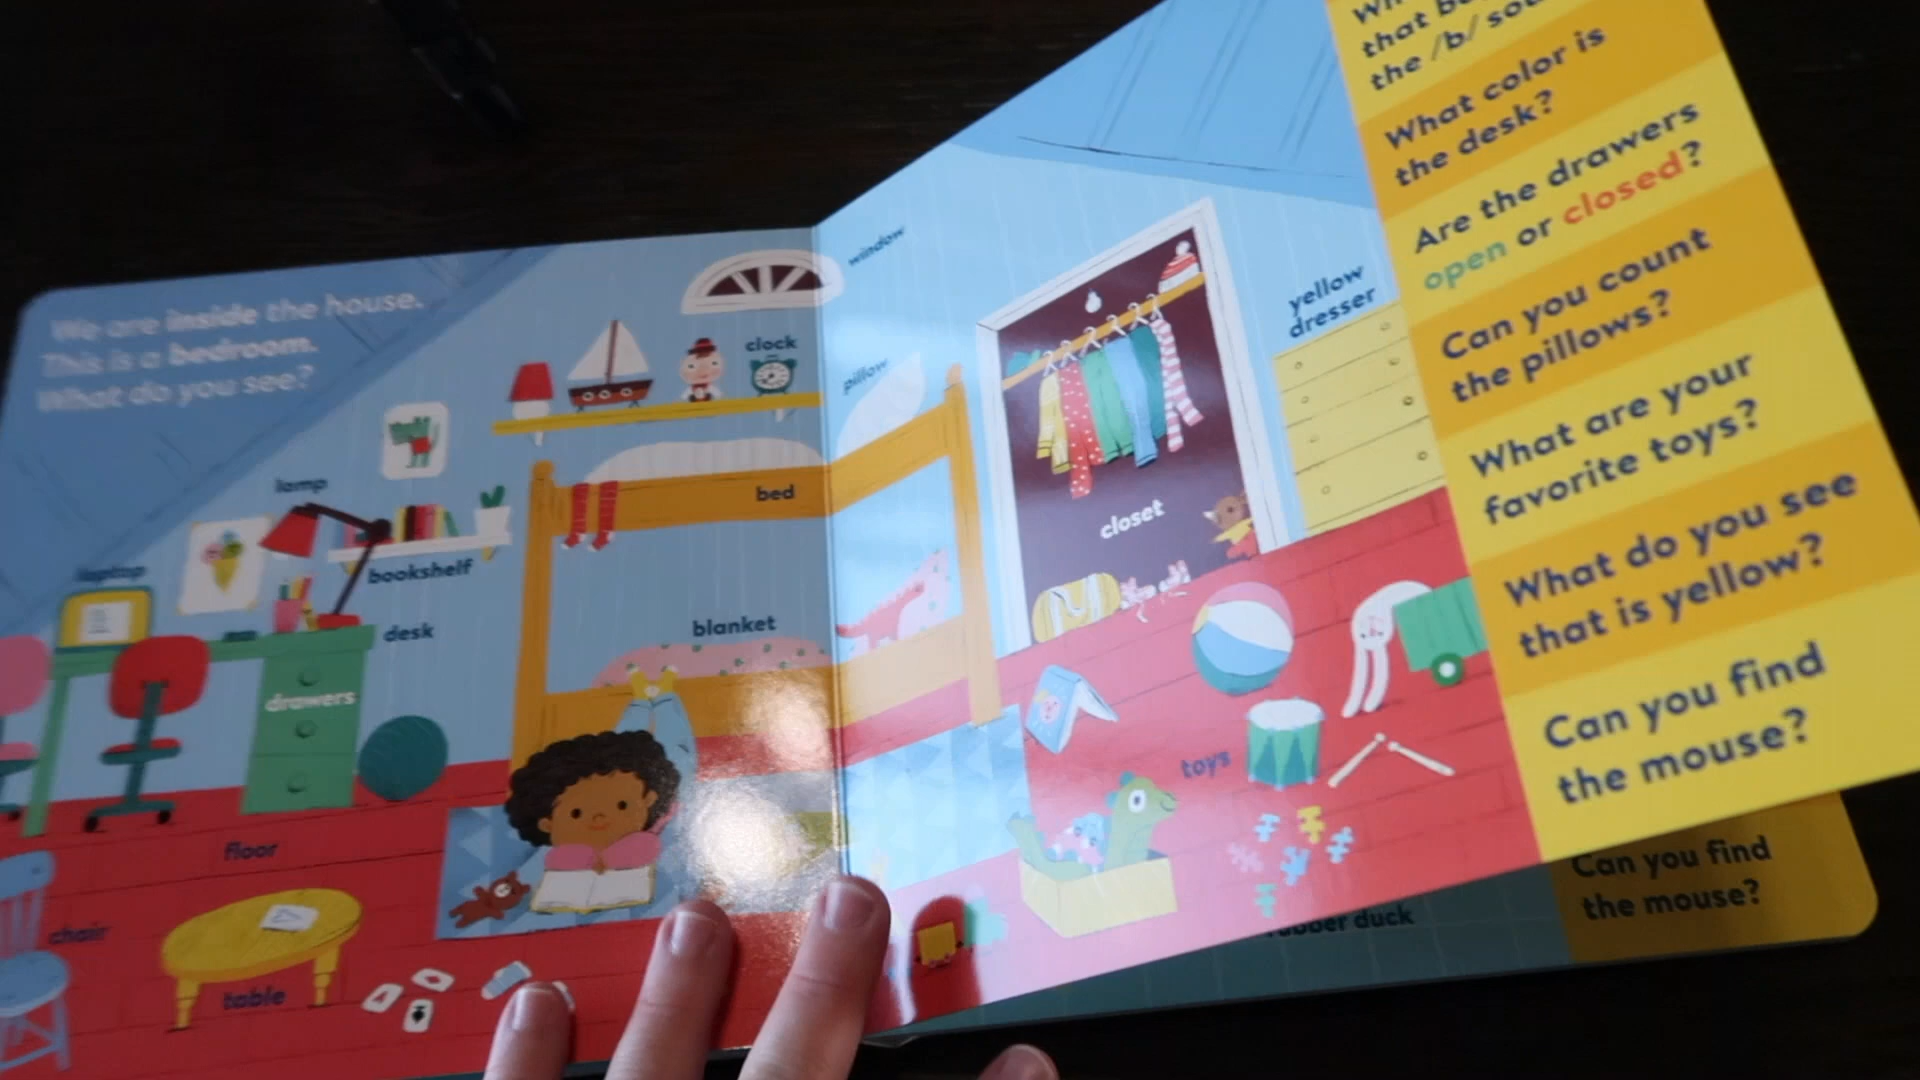 We are inside the house.
This is a bedroom.
What do you see?
window
clock
pillow
lamp
bed
bookshelf
laptop
blanket
desk
drawers
floor
chair
table
closet
yellow
dresser
toys
the /b/
What color is
the desk?
Are the drawers
open or closed?
Can you count
the pillows?
What are your
favorite toys?
What do you see
that is yellow?
Can you find
the mouse?
rubber duck
Can you find
the mouse?